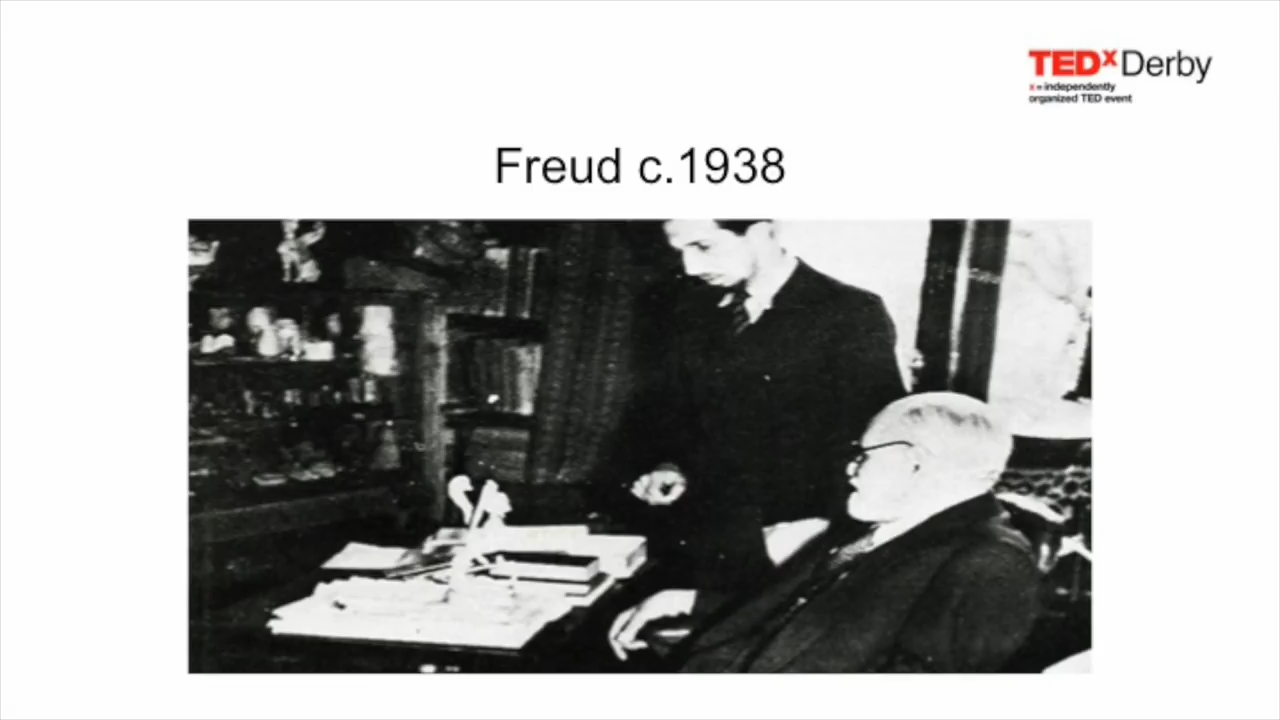 TEDxDerby
x = independently
organized TED event
Freud c.1938